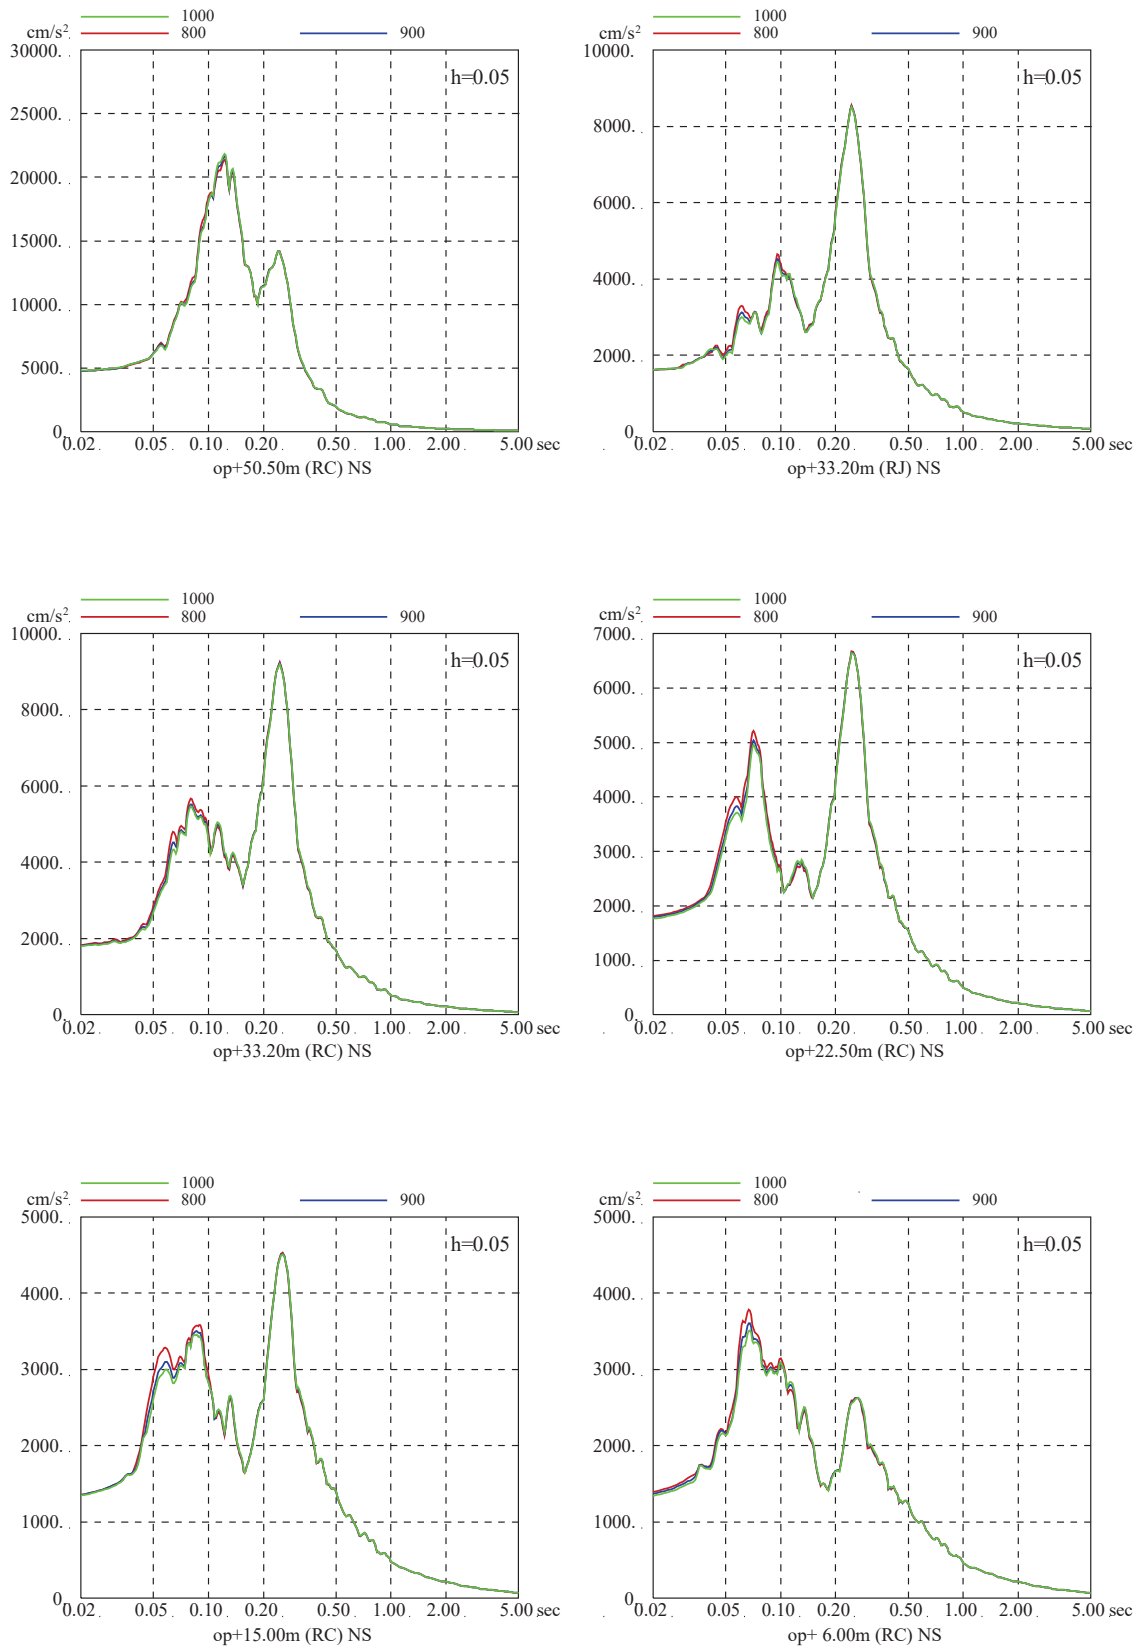 1000
cm/s² 800 900
30000.
h=0.05
25000.
20000.
15000.
10000.
5000.
0.
0.02 0.05 0.10 0.20 0.50 1.00 2.00 5.00 sec
op+50.50m (RC) NS
1000
cm/s² 800 900
10000.
h=0.05
8000.
6000.
4000.
2000.
0.
0.02 0.05 0.10 0.20 0.50 1.00 2.00 5.00 sec
op+33.20m (RJ) NS
1000
cm/s² 800 900
10000.
h=0.05
8000.
6000.
4000.
2000.
0.
0.02 0.05 0.10 0.20 0.50 1.00 2.00 5.00 sec
op+33.20m (RC) NS
1000
cm/s² 800 900
7000.
h=0.05
6000.
5000.
4000.
3000.
2000.
1000.
0.
0.02 0.05 0.10 0.20 0.50 1.00 2.00 5.00 sec
op+22.50m (RC) NS
1000
cm/s² 800 900
5000.
h=0.05
4000.
3000.
2000.
1000.
0.
0.02 0.05 0.10 0.20 0.50 1.00 2.00 5.00 sec
op+15.00m (RC) NS
1000
cm/s² 800 900
5000.
h=0.05
4000.
3000.
2000.
1000.
0.
0.02 0.05 0.10 0.20 0.50 1.00 2.00 5.00 sec
op+ 6.00m (RC) NS